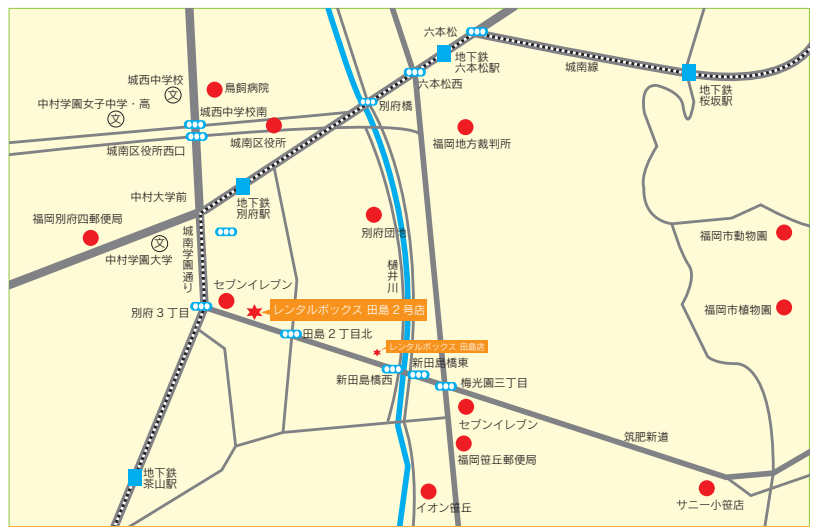 六本松
地下鉄
六本松駅
城南線
地下鉄
桜坂駅
城西中学校
文
鳥飼病院
六本松西
中村学園女子中学・高
文
城西中学校南
別府橋
城南区役所
福岡地方裁判所
城南区役所西口
中村大学前
地下鉄
別府駅
福岡別府四郵便局
城南学園通り
別府団地
福岡市動物園
文
中村学園大学
樋井川
セブンイレブン
別府３丁目
レンタルボックス 田島２号店
福岡市植物園
田島２丁目北
レンタルボックス 田島店
新田島橋東
新田島橋西
梅光園三丁目
セブンイレブン
筑肥新道
福岡笹丘郵便局
地下鉄
茶山駅
イオン笹丘
サニー小笹店